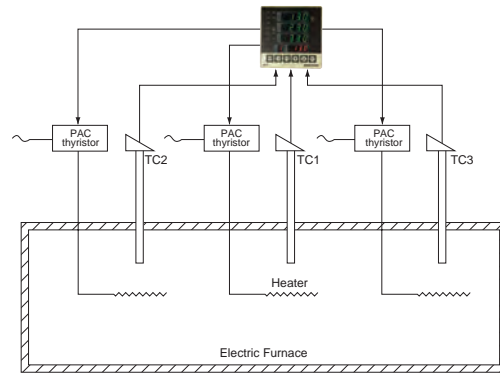 PAC
thyristor
TC2
PAC
thyristor
TC1
PAC
thyristor
TC3
Heater
Electric Furnace